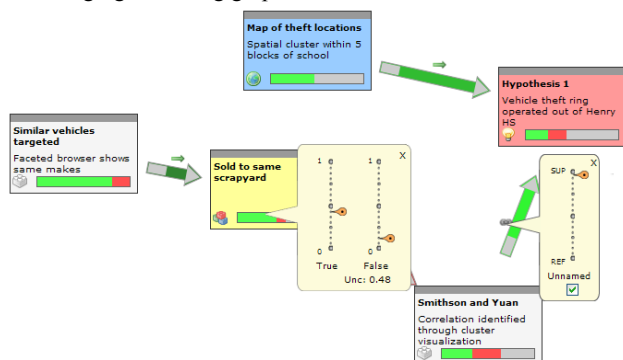 Map of theft locations
Spatial cluster within 5
blocks of school
Hypothesis 1
Vehicle theft ring
operated out of Henry
HS
Similar vehicles
targeted
Faceted browser shows
same makes
Sold to same
scrapyard
X
1 1
0 0
True False
Unc: 0.48
X
SUP
REF
Unnamed
Smithson and Yuan
Correlation identified
through cluster
visualization